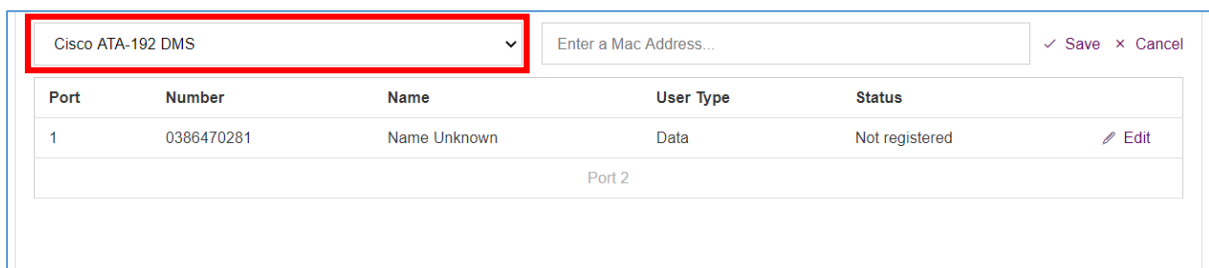 Cisco ATA-192 DMS Enter a Mac Address... Save Cancel
Port Number Name User Type Status
1 0386470281 Name Unknown Data Not registered Edit
Port 2